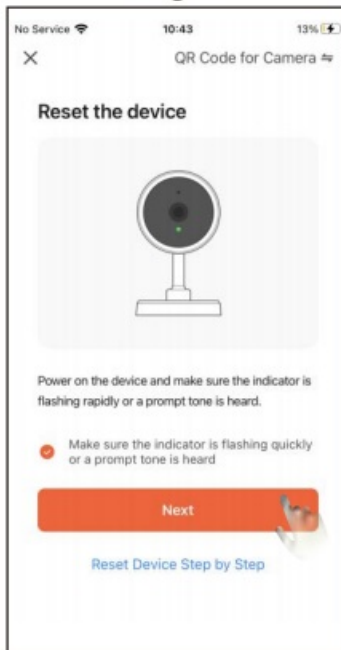 No Service 10:43 13%
QR Code for Camera
Reset the device
Power on the device and make sure the indicator is
flashing rapidly or a prompt tone is heard.
Make sure the indicator is flashing quickly
or a prompt tone is heard
Next
Reset Device Step by Step